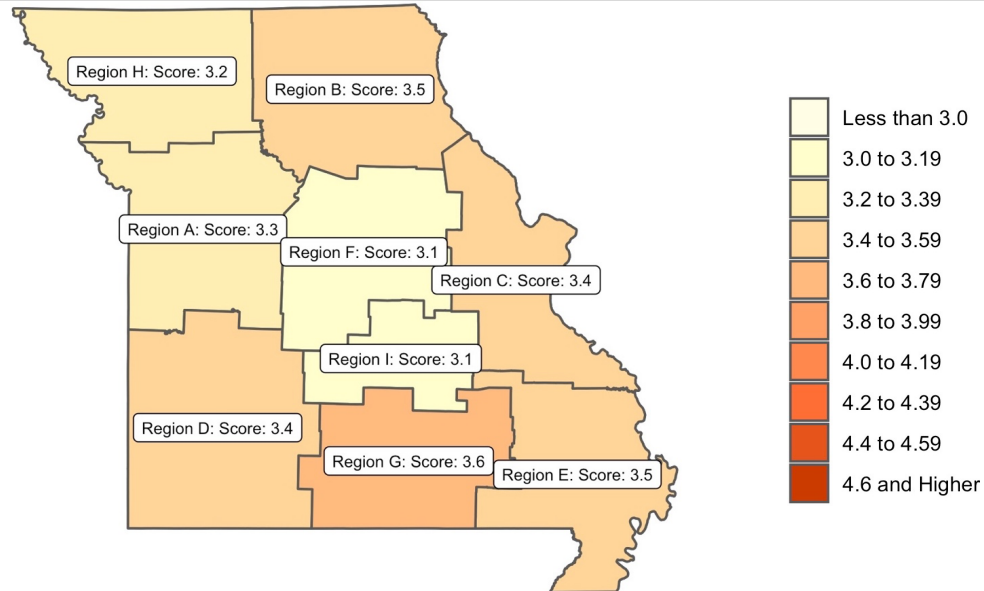 Region H: Score: 3.2
Region B: Score: 3.5
Region A: Score: 3.3
Region F: Score: 3.1
Region C: Score: 3.4
Region I: Score: 3.1
Region D: Score: 3.4
Region G: Score: 3.6
Region E: Score: 3.5
Less than 3.0
3.0 to 3.19
3.2 to 3.39
3.4 to 3.59
3.6 to 3.79
3.8 to 3.99
4.0 to 4.19
4.2 to 4.39
4.4 to 4.59
4.6 and Higher